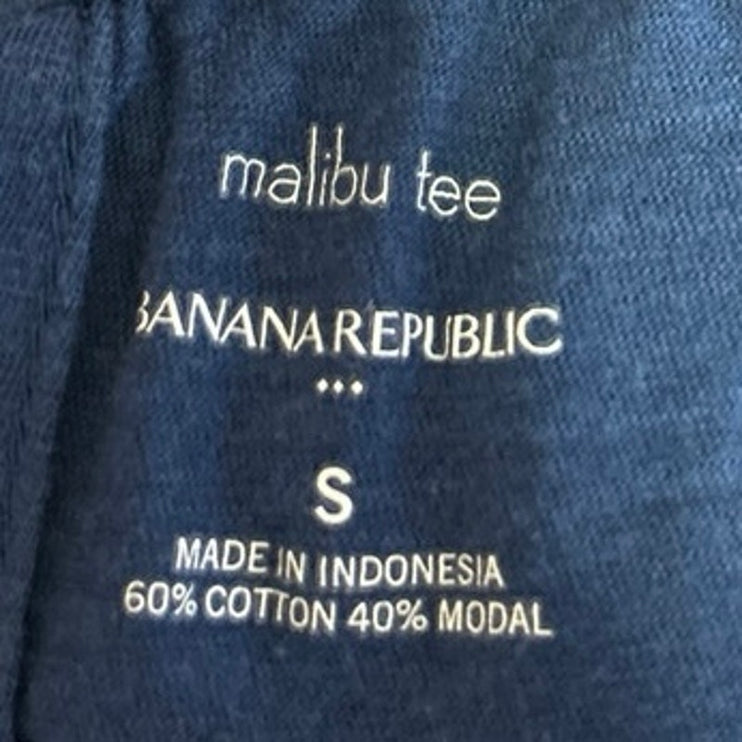 malibu tee
BANANA REPUBLIC
S
MADE IN INDONESIA
60% COTTON 40% MODAL